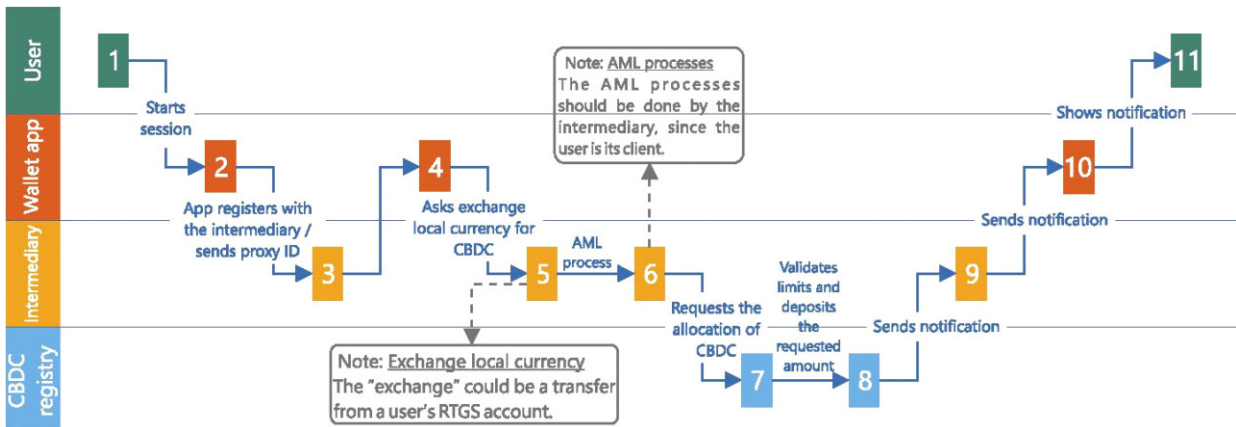 User
1
Starts
session
Wallet app
2
App registers with
the intermediary /
sends proxy ID
4
Asks exchange
local currency for
CBDC
Note: AML processes
The AML processes
should be done by the
intermediary, since the
user is its client.
11
Shows notification
10
Sends notification
Intermediary
3
5
AML
process
6
Requests the
allocation of
CBDC
Validates
limits and
deposits
the
requested
amount
9
Sends notification
CBDC
registry
Note: Exchange local currency
The “exchange” could be a transfer
from a user's RTGS account.
7
8